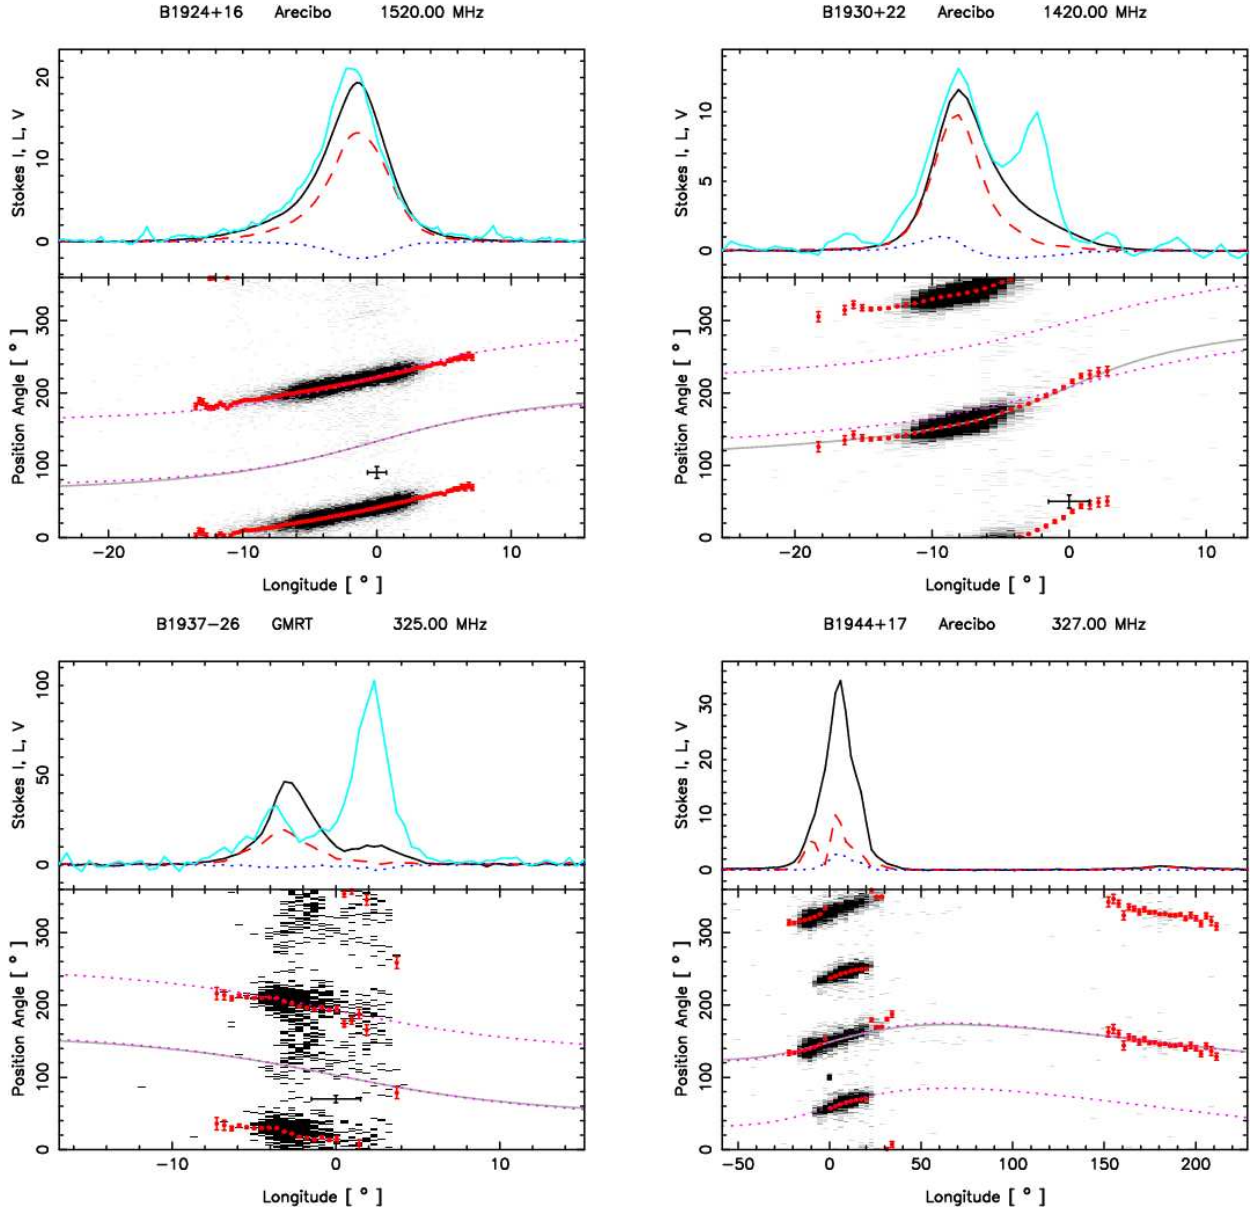 B1924+16 Arecibo 1520.00 MHz
B1930+22 Arecibo 1420.00 MHz
Stokes I, L, V
20
10
0
Stokes I, L, V
10
5
0
Position Angle [ ° ]
300
200
100
0
Position Angle [ ° ]
300
200
100
0
−20 −10 0 10
−20 −10 0 10
Longitude [ ° ]
Longitude [ ° ]
B1937−26 GMRT 325.00 MHz
B1944+17 Arecibo 327.00 MHz
Stokes I, L, V
100
50
0
Stokes I, L, V
30
20
10
0
Position Angle [ ° ]
300
200
100
0
Position Angle [ ° ]
300
200
100
0
−10 0 10
−50 0 50 100 150 200
Longitude [ ° ]
Longitude [ ° ]